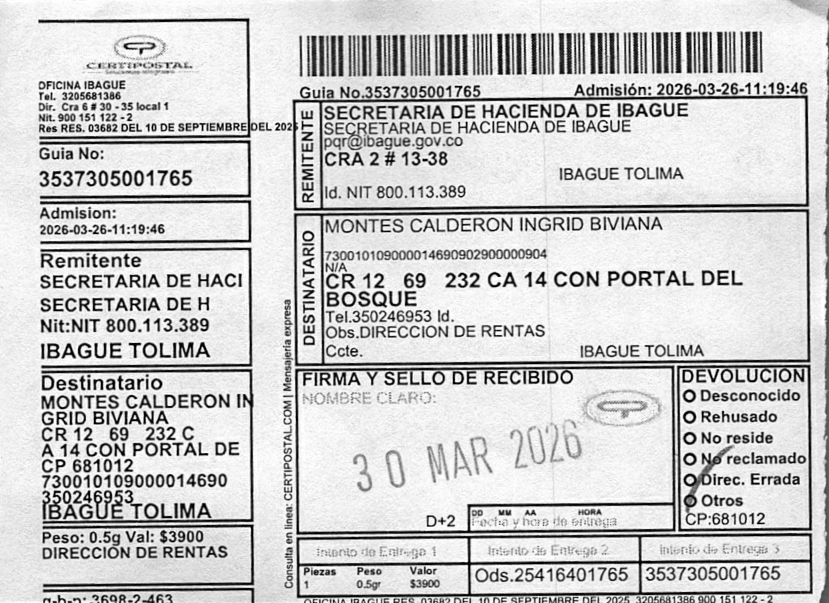 CERTIPOSTAL
OFICINA IBAGUE
Tel. 3205681386
Dir. Cra 6 # 30 - 35 local 1
Nit. 900 151 122 - 2
Res RES. 03682 DEL 10 DE SEPTIEMBRE DEL 2025
Guia No:
3537305001765
Admision:
2026-03-26-11:19:46
Remitente
SECRETARIA DE HACI
SECRETARIA DE H
Nit:NIT 800.113.389
IBAGUE TOLIMA
Destinatario
MONTES CALDERON IN
GRID BIVIANA
CR 12 69 232 C
A 14 CON PORTAL DE
CP 681012
730010109000014690
350246953
IBAGUE TOLIMA
Peso: 0.5g Val: $3900
DIRECCION DE RENTAS
g-b-p: 3698-2-463
Consulta en linea: CERTIPOSTAL.COM | Mensajería expresa
Guia No.3537305001765 Admisión: 2026-03-26-11:19:46
REMITENTE
SECRETARIA DE HACIENDA DE IBAGUE
SECRETARIA DE HACIENDA DE IBAGUE
pqr@ibague.gov.co
CRA 2 # 13-38
IBAGUE TOLIMA
Id. NIT 800.113.389
DESTINATARIO
MONTES CALDERON INGRID BIVIANA
730010109000014690902900000904
N/A
CR 12 69 232 CA 14 CON PORTAL DEL
BOSQUE
Tel.350246953 Id.
Obs.DIRECCION DE RENTAS
Ccte. IBAGUE TOLIMA
FIRMA Y SELLO DE RECIBIDO
NOMBRE CLARO:
30 MAR 2026
D+2
DD MM AA HORA
Fecha y hora de entrega
DEVOLUCION
Desconocido
Rehusado
No reside
No reclamado
Direc. Errada
Otros
CP:681012
Intento de Entrega 1 Intento de Entrega 2 Intento de Entrega 3
Piezas Peso Valor
1 0.5gr $3900
Ods.25416401765 3537305001765
OFICINA IBAGUE RES. 03682 DEL 10 DE SEPTIEMBRE DEL 2025 3205681386 900 151 122 - 2